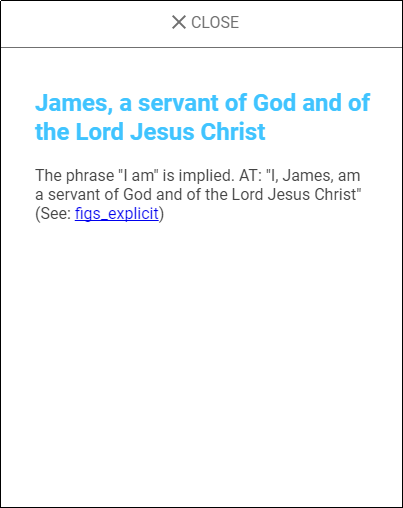 CLOSE
James, a servant of God and of
the Lord Jesus Christ
The phrase "I am" is implied. AT: "I, James, am
a servant of God and of the Lord Jesus Christ"
(See: figs_explicit)